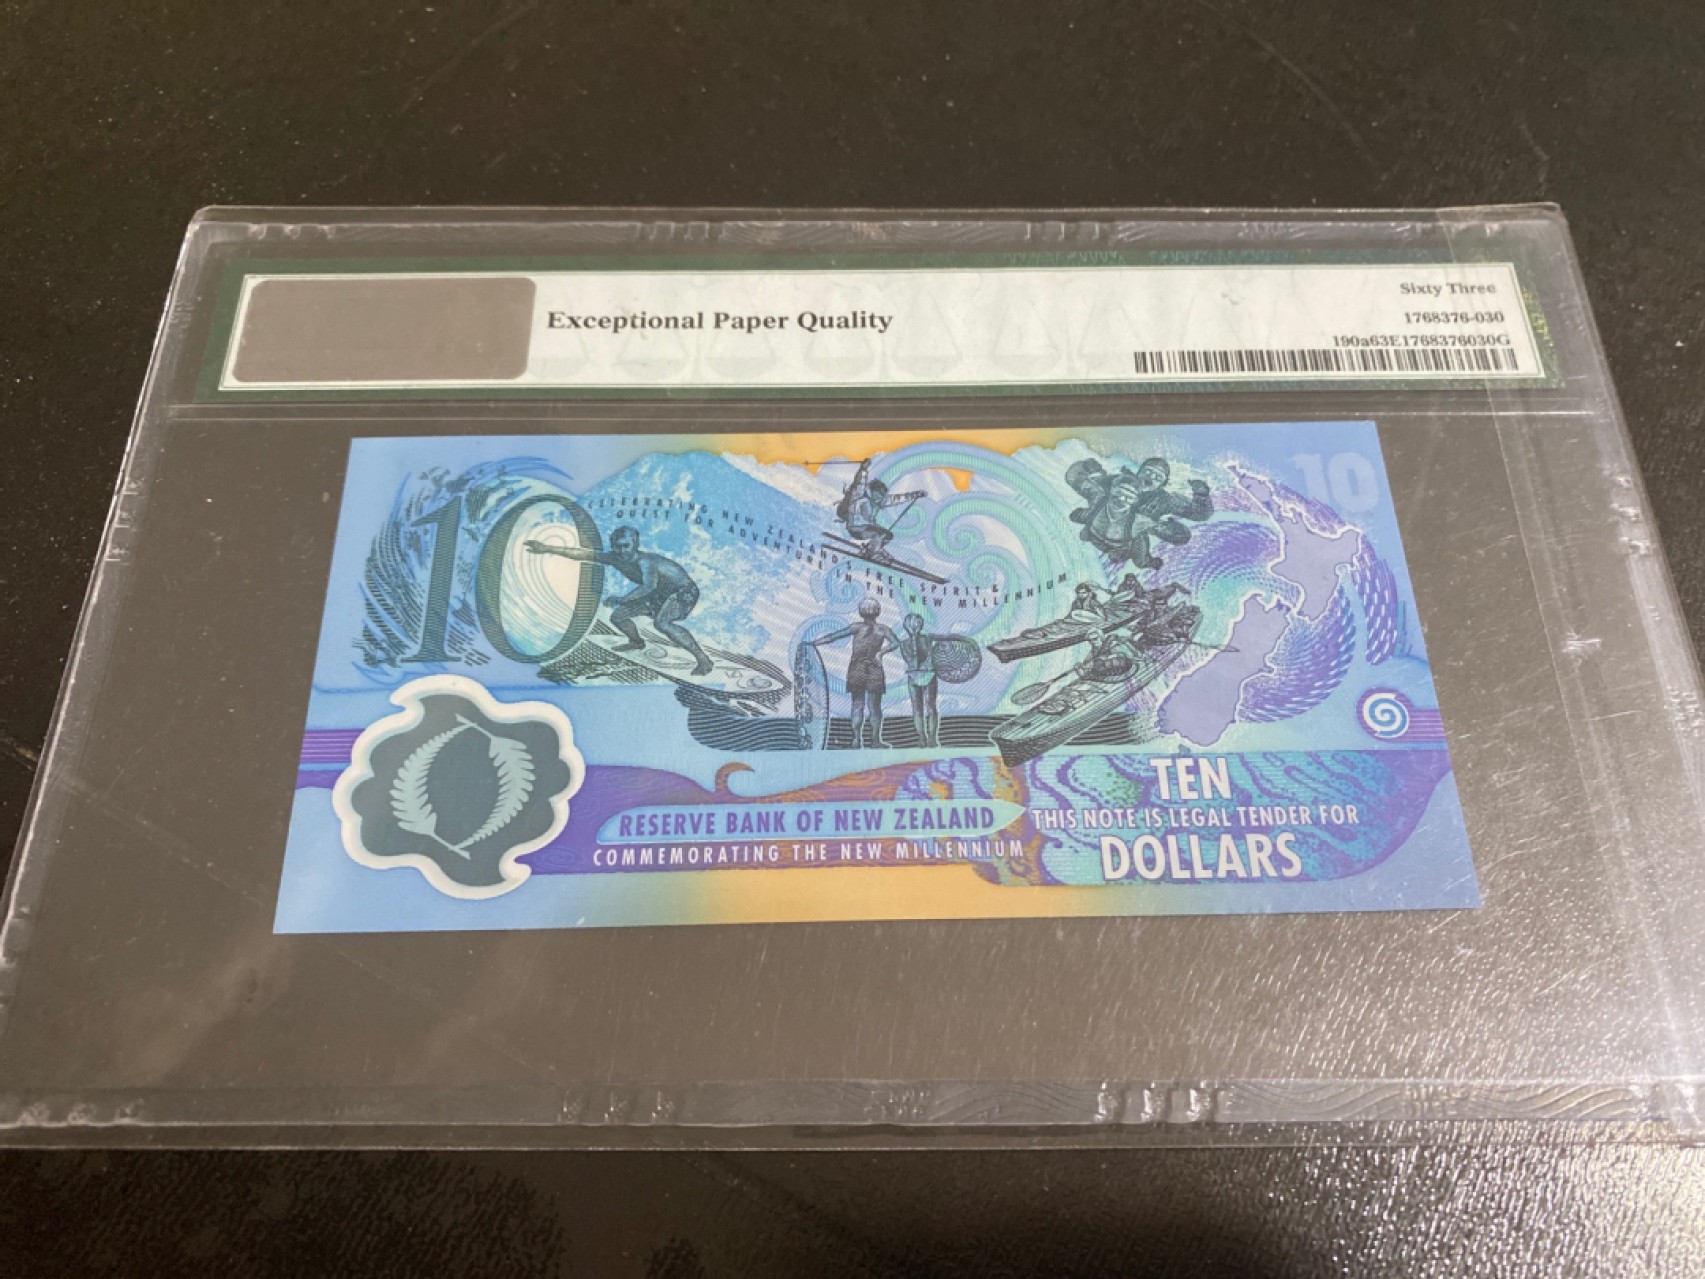 Exceptional Paper Quality
Sixty Three
1768376-030
190a63E1768376030G
10
10
CELEBRATING NEW ZEALAND'S FREE SPIRIT &
QUEST FOR ADVENTURE IN THE NEW MILLENNIUM
TEN
RESERVE BANK OF NEW ZEALAND
THIS NOTE IS LEGAL TENDER FOR
COMMEMORATING THE NEW MILLENNIUM
DOLLARS